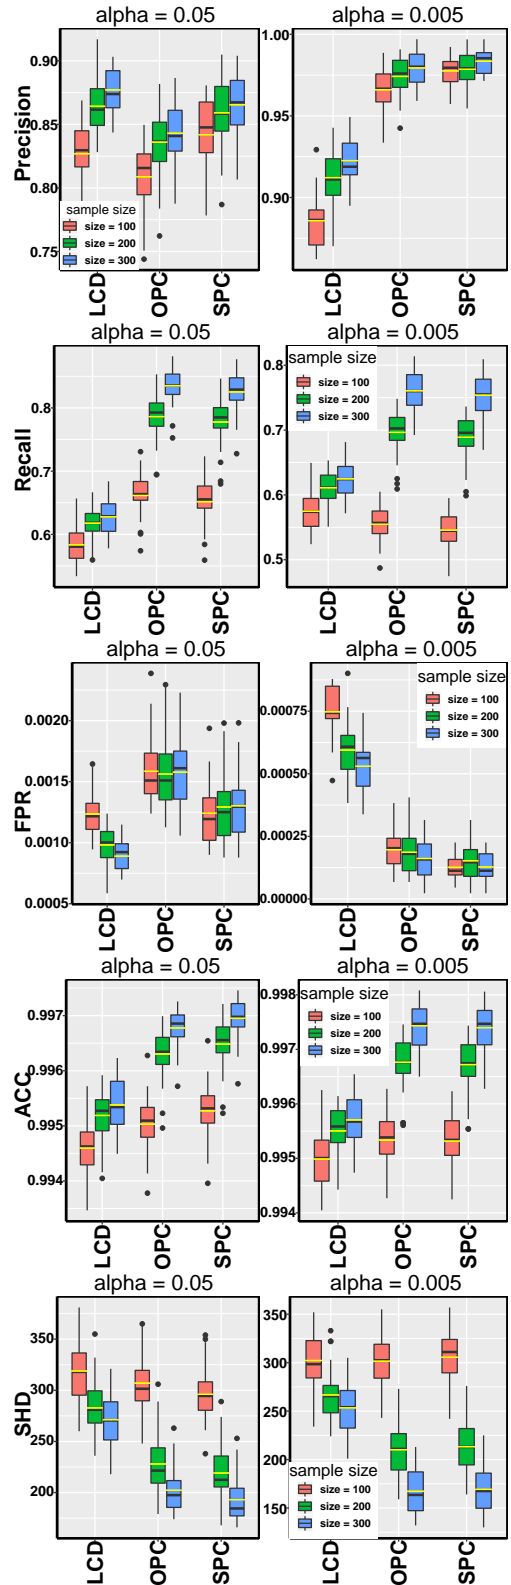 alpha = 0.05
alpha = 0.005
Precision
0.90
0.85
0.80
0.75
sample size
size = 100
size = 200
size = 300
1.00
0.95
0.90
LCD
OPC
SPC
LCD
OPC
SPC
alpha = 0.05
alpha = 0.005
Recall
0.8
0.7
0.6
sample size
size = 100
size = 200
size = 300
0.8
0.7
0.6
0.5
LCD
OPC
SPC
LCD
OPC
SPC
alpha = 0.05
alpha = 0.005
FPR
0.0020
0.0015
0.0010
0.0005
sample size
size = 100
size = 200
size = 300
0.00075
0.00050
0.00025
0.00000
LCD
OPC
SPC
LCD
OPC
SPC
alpha = 0.05
alpha = 0.005
ACC
0.997
0.996
0.995
0.994
sample size
size = 100
size = 200
size = 300
0.998
0.997
0.996
0.995
0.994
LCD
OPC
SPC
LCD
OPC
SPC
alpha = 0.05
alpha = 0.005
SHD
350
300
250
200
350
300
250
200
150
sample size
size = 100
size = 200
size = 300
LCD
OPC
SPC
LCD
OPC
SPC